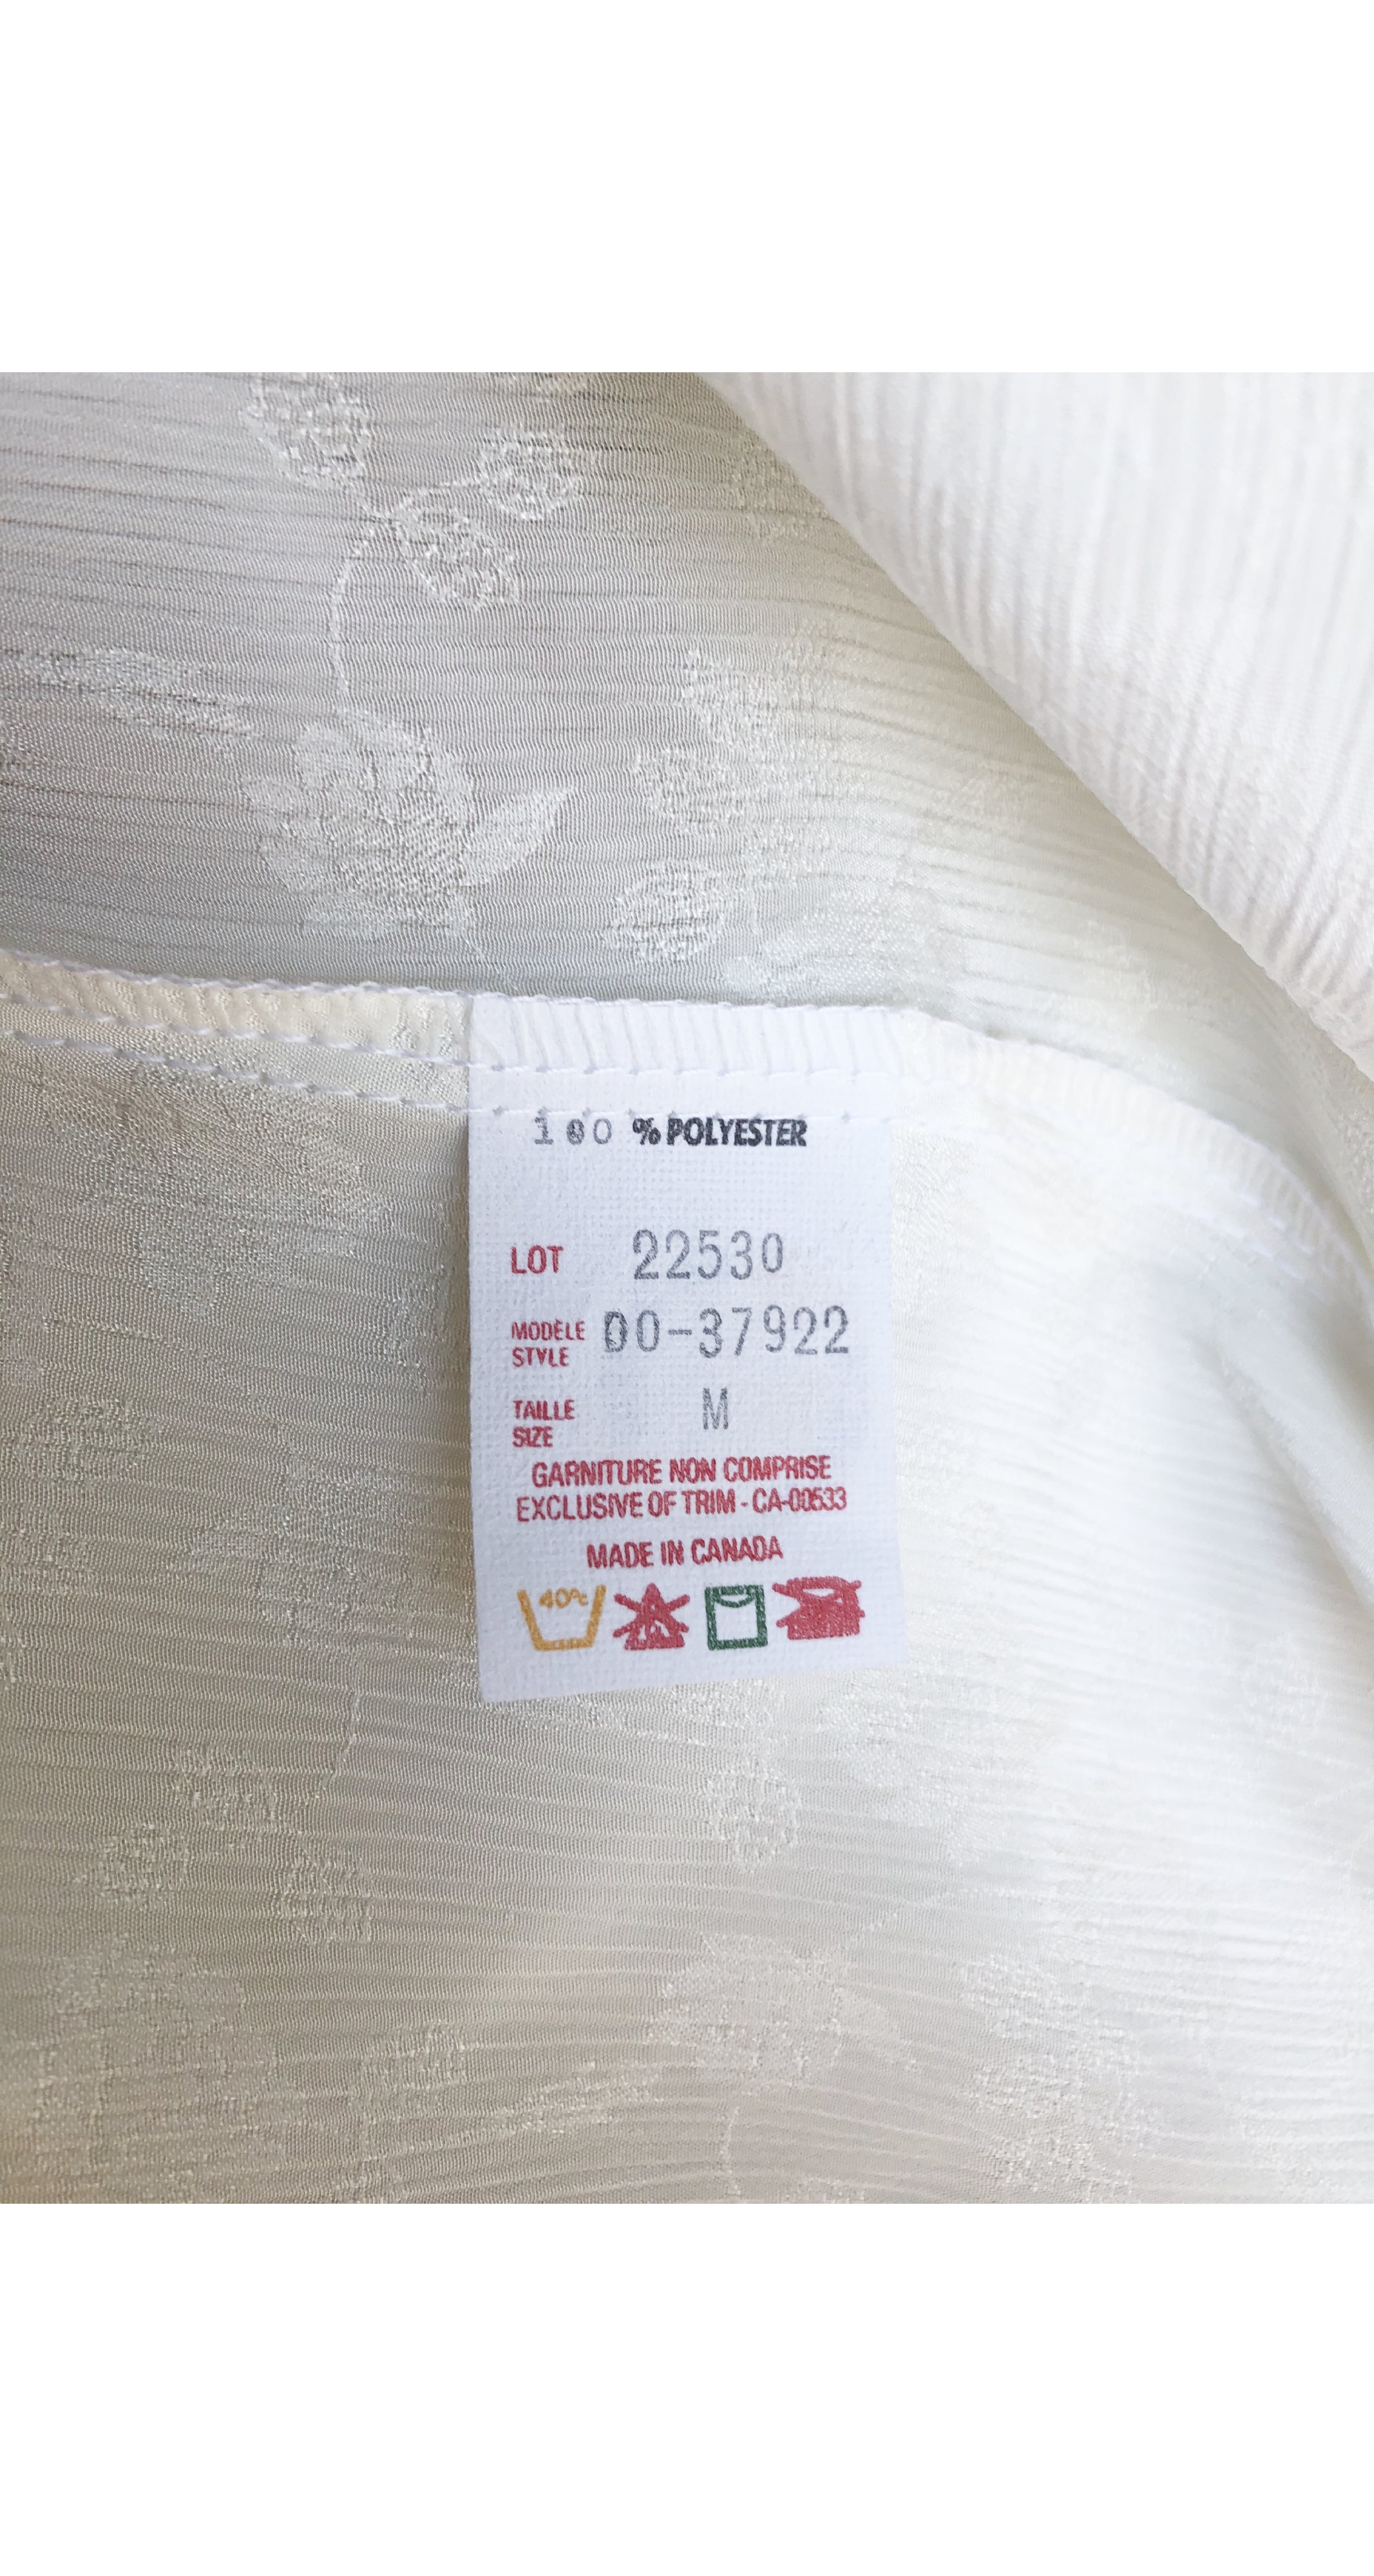 100 % POLYESTER
LOT 22530
MODÈLE
STYLE DO-37922
TAILLE
SIZE M
GARNITURE NON COMPRISE
EXCLUSIVE OF TRIM - CA-00533
MADE IN CANADA
40°C